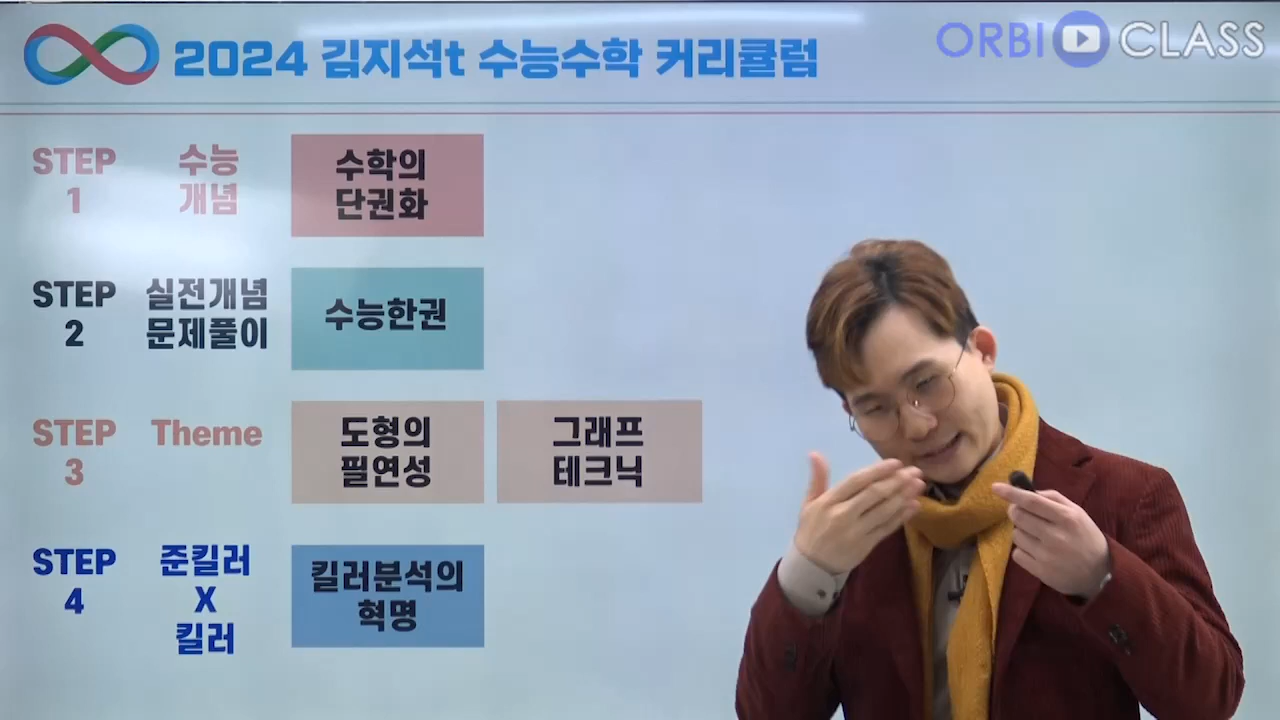 2024 김지석t 수능수학 커리큘럼
ORBI CLASS
STEP
1
수능
개념
수학의
단권화
STEP
2
실전개념
문제풀이
수능한권
STEP
3
Theme
도형의
필연성
그래프
테크닉
STEP
4
준킬러
X
킬러
킬러분석의
혁명